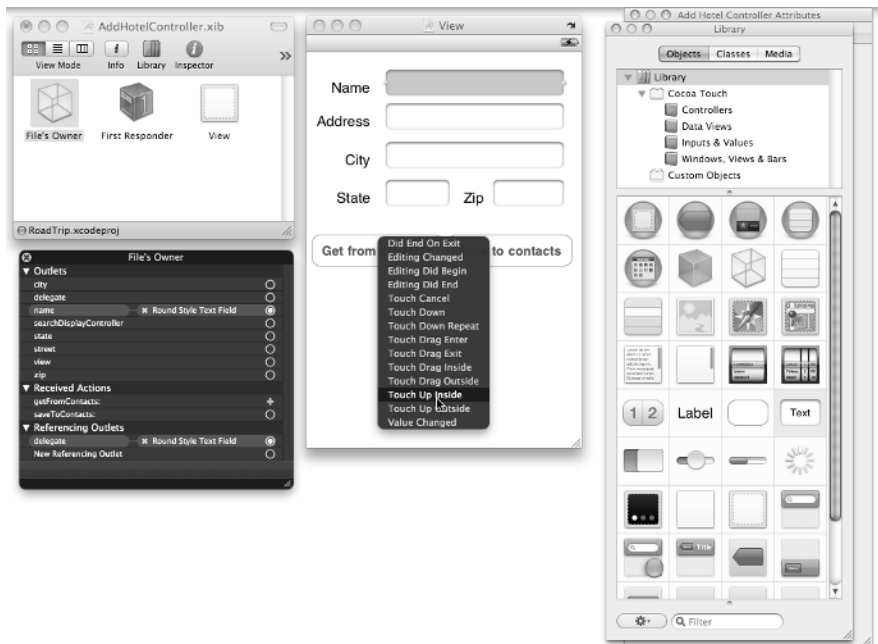 AddHotelController.xib
View Mode
Info
Library
Inspector
File's Owner
First Responder
View
RoadTrip.xcodeproj
File's Owner
Outlets
city
delegate
name
Round Style Text Field
searchDisplayController
state
street
view
zip
Received Actions
getFromContacts:
saveToContacts:
Referencing Outlets
delegate
Round Style Text Field
New Referencing Outlet
View
Name
Address
City
State
Zip
Get from
to contacts
Did End On Exit
Editing Changed
Editing Did Begin
Editing Did End
Touch Cancel
Touch Down
Touch Down Repeat
Touch Drag Enter
Touch Drag Exit
Touch Drag Inside
Touch Drag Outside
Touch Up Inside
Touch Up Outside
Value Changed
Add Hotel Controller Attributes
Library
Objects
Classes
Media
Library
Cocoa Touch
Controllers
Data Views
Inputs & Values
Windows, Views & Bars
Custom Objects
1 2
Label
Text
Title
Filter